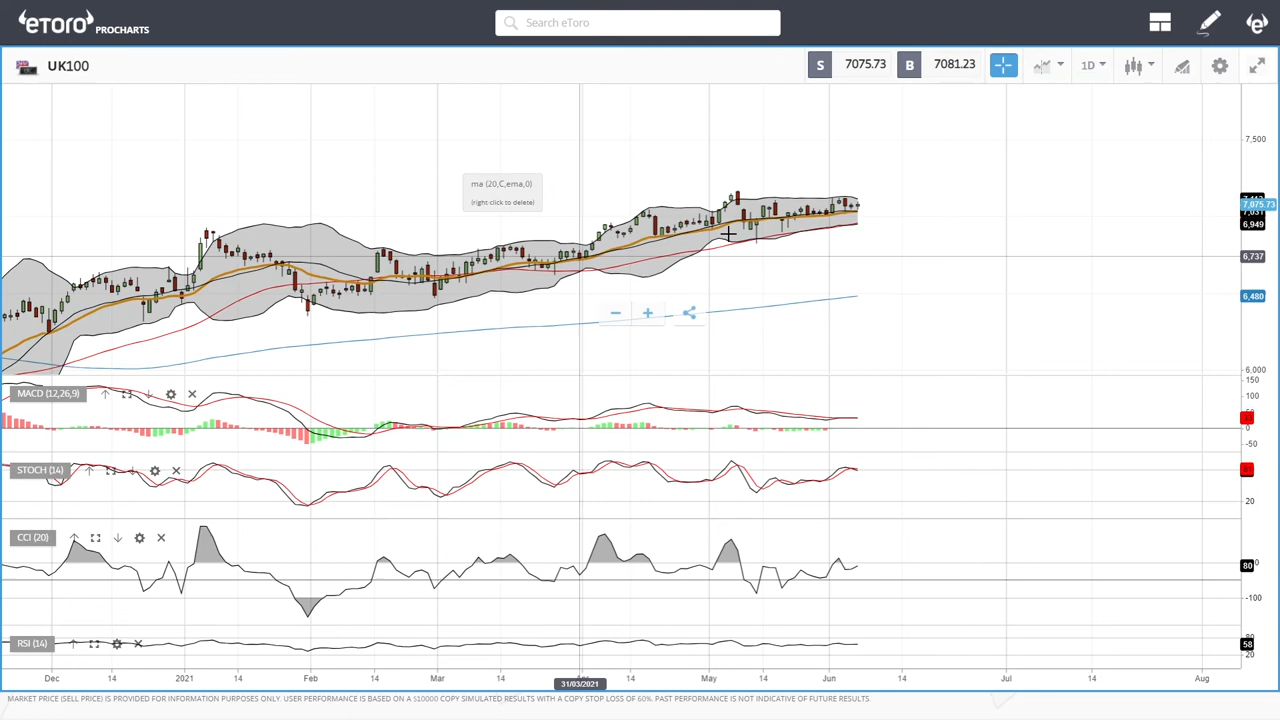 eToro PROCHARTS
Search eToro
UK100
S 7075.73 B 7081.23
1D
7,500
ma (20,C,ema,0)
(right click to delete)
7,075.73
7,031
6,949
6,737
6,480
6,000
MACD (12,26,9)
150
100
0
-50
STOCH (14)
20
CCI (20)
80
-100
RSI (14)
58
20
Dec 14 2021 14 Feb 14 Mar 14 Apr 14 May 14 Jun 14 Jul 14 Aug
31/03/2021
MARKET PRICE (SELL PRICE) IS PROVIDED FOR INFORMATION PURPOSES ONLY. USER PERFORMANCE IS BASED ON A $10000 COPY SIMULATED RESULTS WITH A COPY STOP LOSS OF 60%. PAST PERFORMANCE IS NOT INDICATIVE OF FUTURE RESULTS.